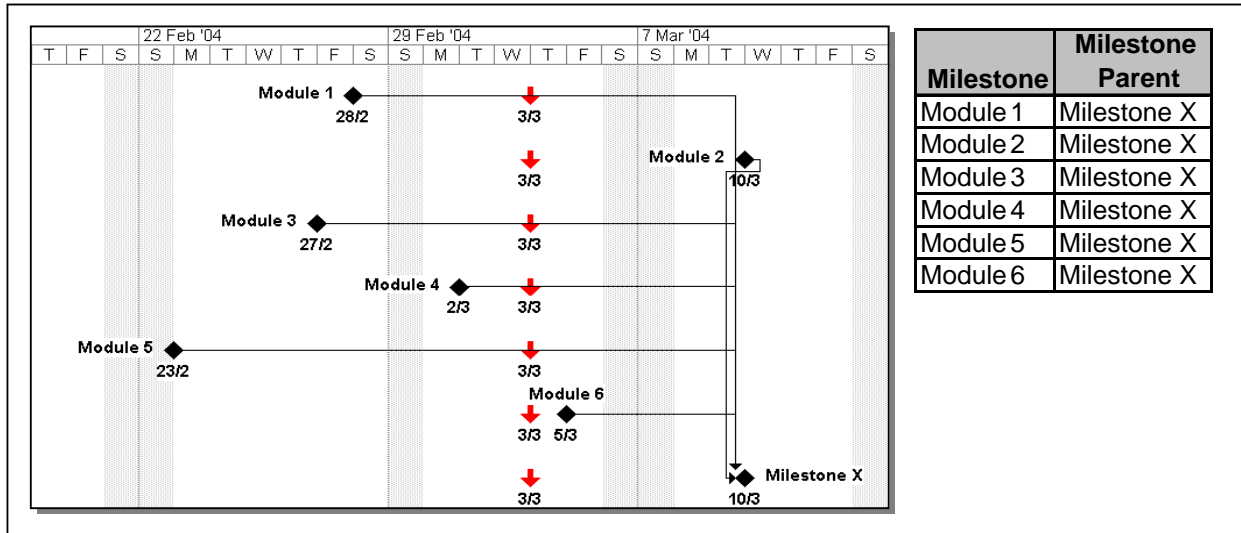 22 Feb '04 29 Feb '04 7 Mar '04
T F S S M T W T F S S M T W T F S S M T W T F S
Module 1
28/2 3/3
Module 2
3/3 10/3
Module 3
27/2 3/3
Module 4
2/3 3/3
Module 5
23/2 3/3
Module 6
3/3 5/3
Milestone X
3/3 10/3
Milestone Milestone Parent
Module 1 Milestone X
Module 2 Milestone X
Module 3 Milestone X
Module 4 Milestone X
Module 5 Milestone X
Module 6 Milestone X